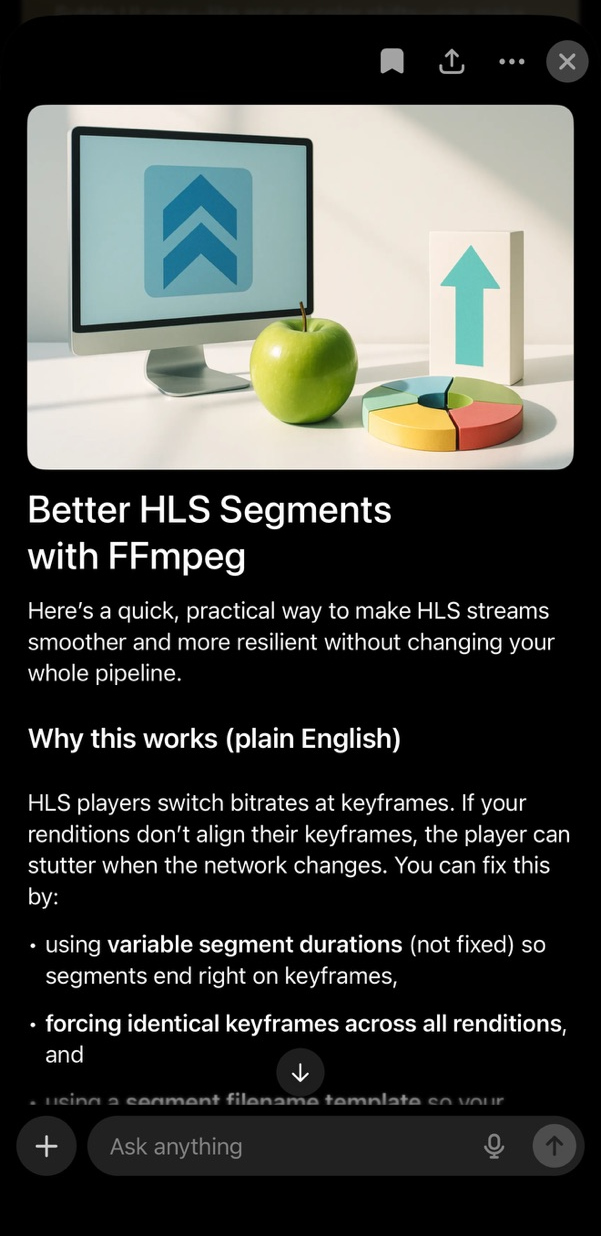 Better HLS Segments
with FFmpeg
Here’s a quick, practical way to make HLS streams
smoother and more resilient without changing your
whole pipeline.
Why this works (plain English)
HLS players switch bitrates at keyframes. If your
renditions don’t align their keyframes, the player can
stutter when the network changes. You can fix this
by:
• using variable segment durations (not fixed) so
segments end right on keyframes,
• forcing identical keyframes across all renditions,
and
• using a segment filename template so your
Ask anything